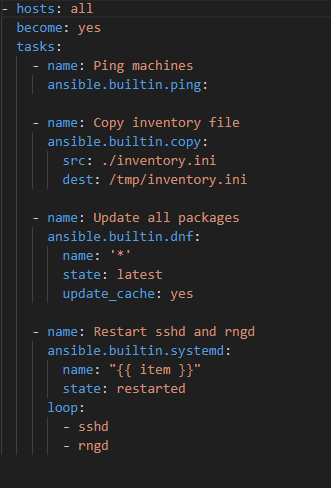 - hosts: all
  become: yes
  tasks:
    - name: Ping machines
      ansible.builtin.ping:

    - name: Copy inventory file
      ansible.builtin.copy:
        src: ./inventory.ini
        dest: /tmp/inventory.ini

    - name: Update all packages
      ansible.builtin.dnf:
        name: '*'
        state: latest
        update_cache: yes

    - name: Restart sshd and rngd
      ansible.builtin.systemd:
        name: "{{ item }}"
        state: restarted
      loop:
        - sshd
        - rngd